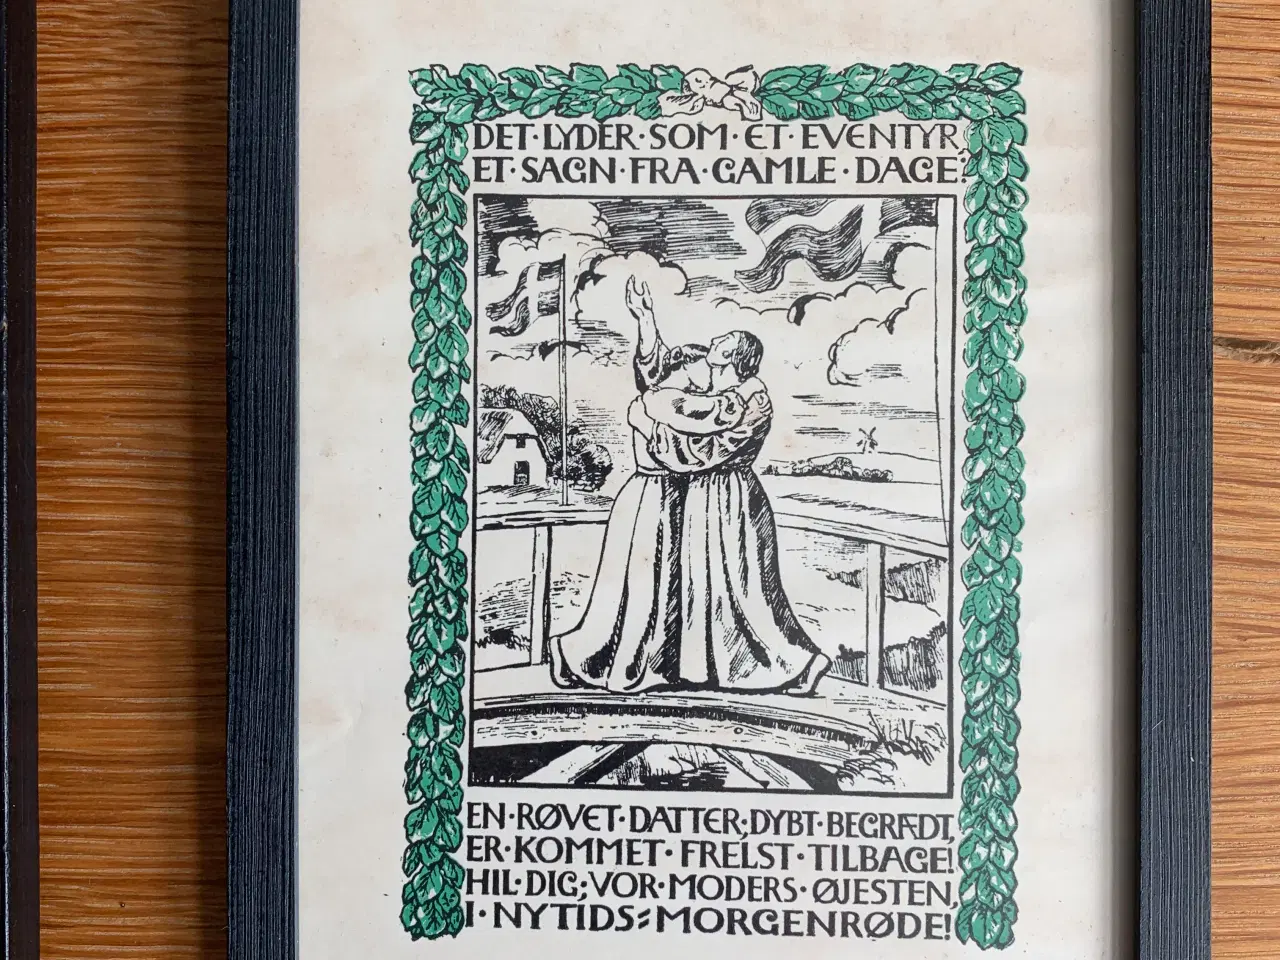 DET·LYDER·SOM·ET·EVENTYR,
ET·SAGN·FRA·GAMLE·DAGE:
EN·RØVET·DATTER,DYBT·BEGRÆDT,
ER·KOMMET·FRELST·TILBAGE!
HIL·DIG;VOR·MODERS·ØJESTEN,
I·NYTIDS=MORGENRØDE!